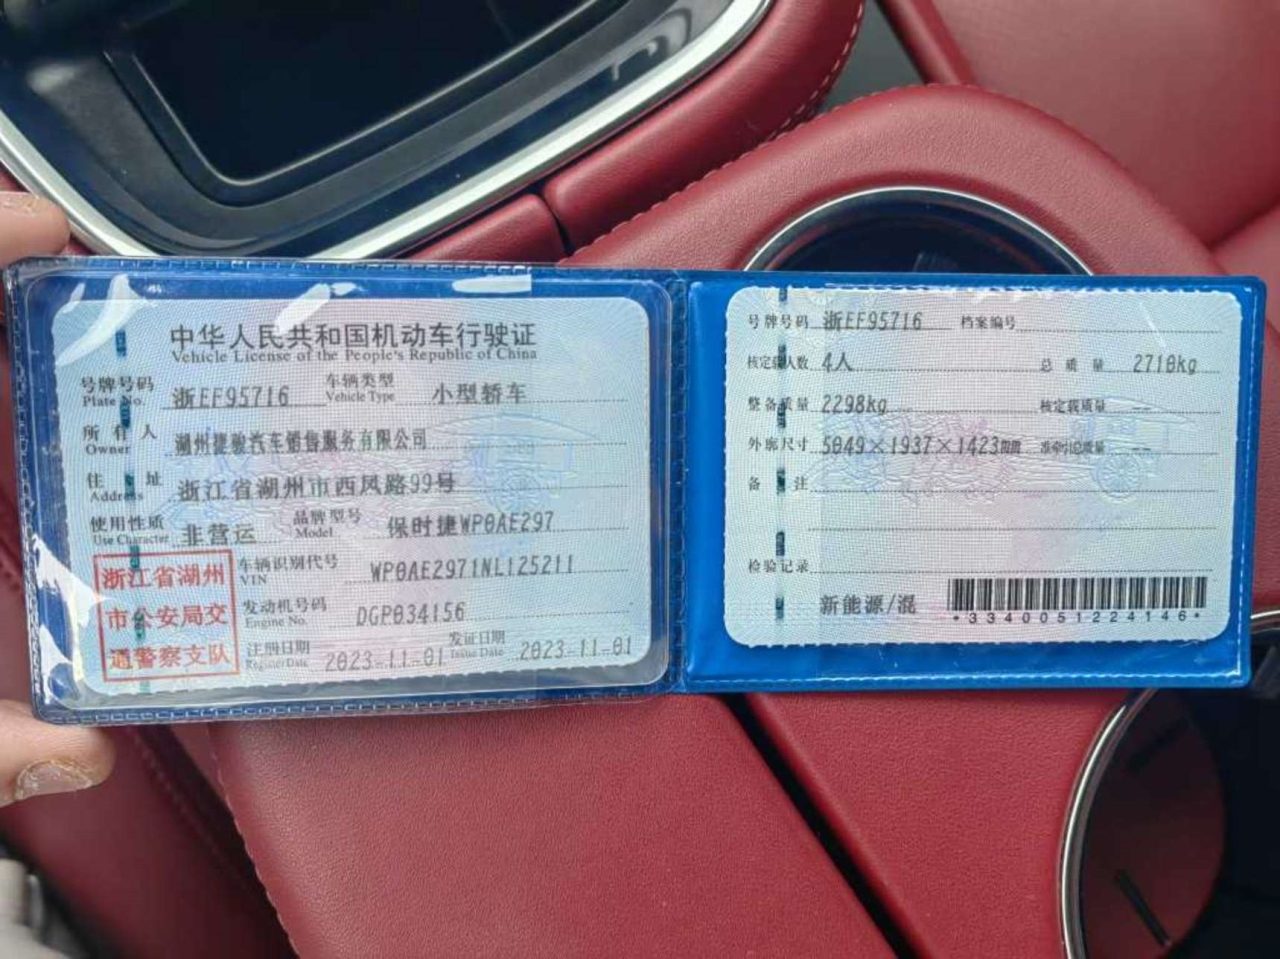 中华人民共和国机动车行驶证
Vehicle License of the People's Republic of China
号牌号码 浙EF95716 车辆类型 小型轿车
Plate No. Vehicle Type
所有人 湖州捷骏汽车销售服务有限公司
Owner
住址 浙江省湖州市西凤路99号
Address
使用性质 非营运 品牌型号 保时捷WP0AE297
Use Character Model
浙江省湖州
市公安局交
通警察支队
车辆识别代号 WP0AE2971NL125211
VIN
发动机号码 DGP034156
Engine No.
注册日期 2023-11-01 发证日期 2023-11-01
Register Date Issue Date
号牌号码 浙EF95716 档案编号
核定载人数 4人 总质量 2710kg
整备质量 2298kg 核定载质量 --
外廓尺寸 5049×1937×1423mm 准牵引总质量 --
备注
检验记录
新能源/混
*3340051224146*